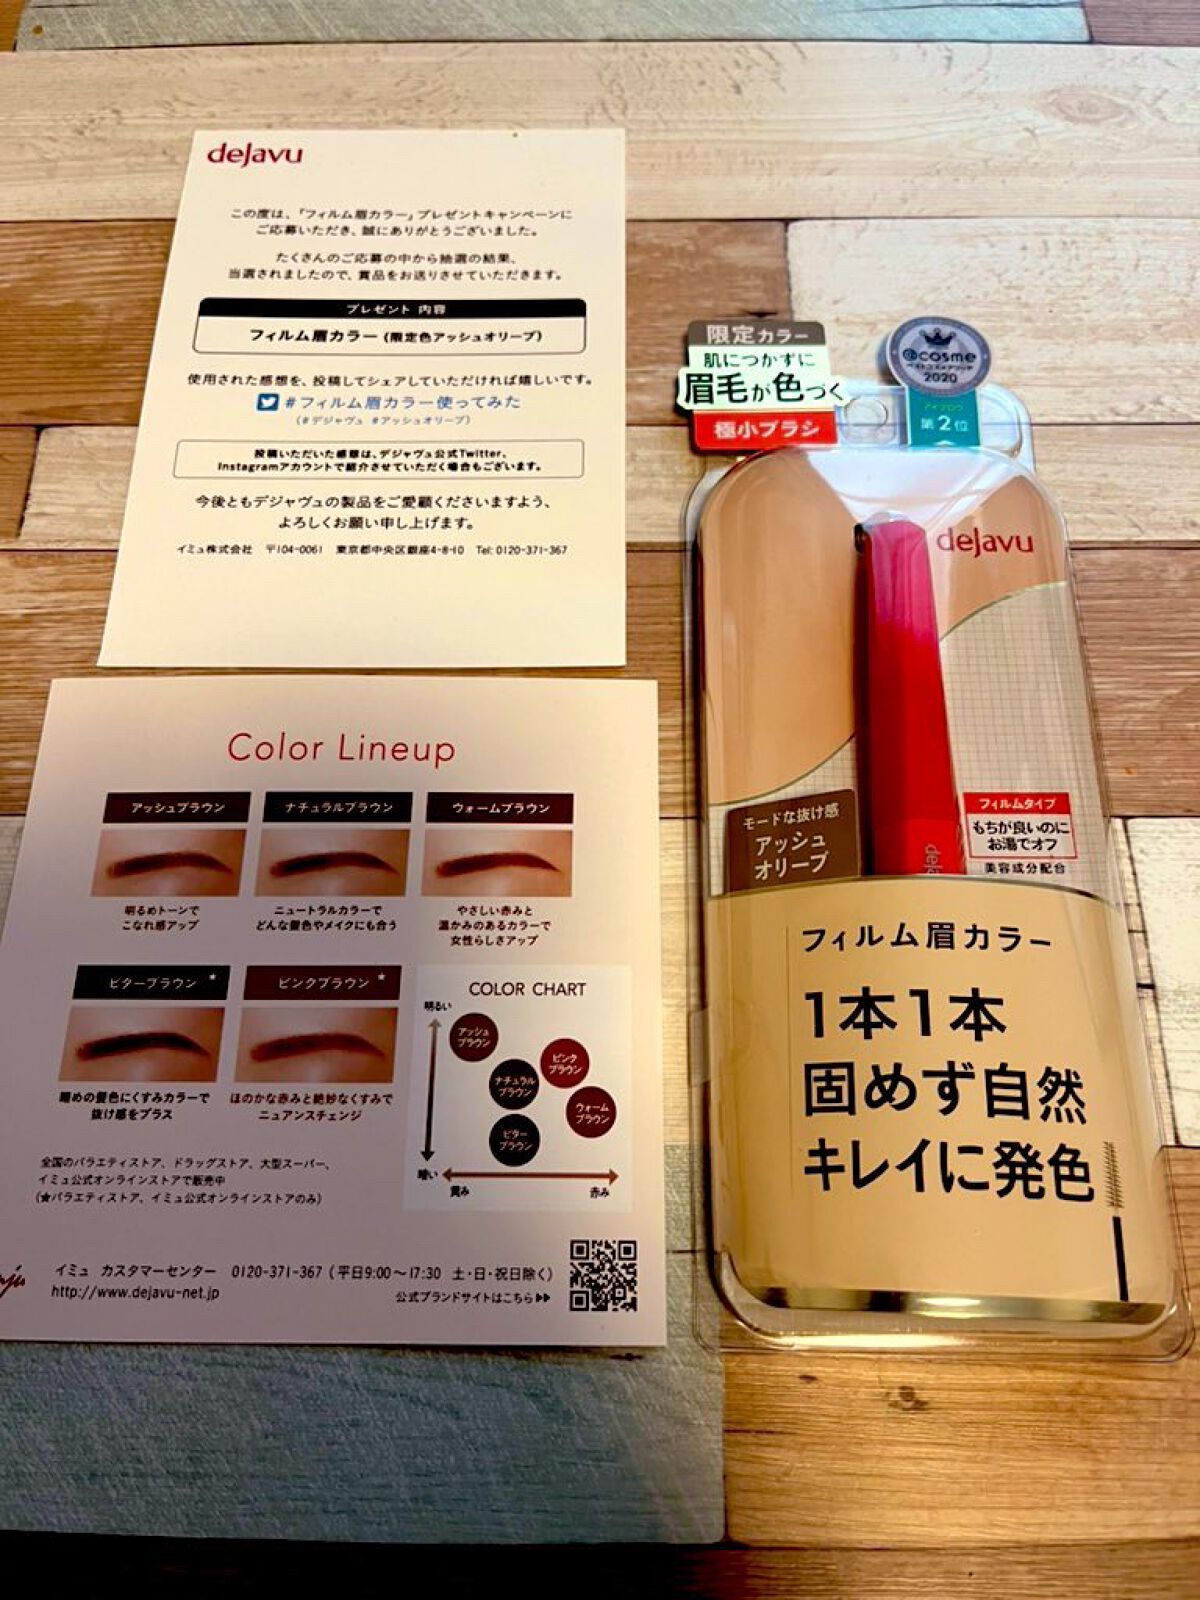 dejavu
この度は、「フィルム眉カラー」プレゼントキャンペーンに
ご応募いただき、誠にありがとうございました。
たくさんのご応募の中から抽選の結果、
当選されましたので、賞品をお送りさせていただきます。
プレゼント 内容
フィルム眉カラー（限定色アッシュオリーブ）
使用された感想を、投稿してシェアしていただければ嬉しいです。
#フィルム眉カラー使ってみた
（#デジャヴュ #アッシュオリーブ）
投稿いただいた感想は、デジャヴュ公式Twitter、
Instagramアカウントで紹介させていただく場合もございます。
今後ともデジャヴュの製品をご愛顧くださいますよう、
よろしくお願い申し上げます。
イミュ株式会社 〒104-0061 東京都中央区銀座4-8-10 Tel: 0120-371-367
Color Lineup
アッシュブラウン
ナチュラルブラウン
ウォームブラウン
明るめトーンで
こなれ感アップ
ニュートラルカラーで
どんな髪色やメイクにも合う
やさしい赤みと
温かみのあるカラーで
女性らしさアップ
ビターブラウン ★
ピンクブラウン ★
暗めの髪色にくすみカラーで
抜け感をプラス
ほのかな赤みと絶妙なくすみで
ニュアンスチェンジ
COLOR CHART
明るい
アッシュ
ブラウン
ナチュラル
ブラウン
ピンク
ブラウン
ウォーム
ブラウン
ビター
ブラウン
暗い
黄み
赤み
全国のバラエティストア、ドラッグストア、大型スーパー、
イミュ公式オンラインストアで販売中
（★バラエティストア、イミュ公式オンラインストアのみ）
イミュ カスタマーセンター 0120-371-367（平日9:00～17:30 土・日・祝日除く）
http://www.dejavu-net.jp
公式ブランドサイトはこちら▶▶
限定カラー
肌につかずに
眉毛が色づく
極小ブラシ
@cosme
ベストコスメアワード
2020
アイブロウ
第2位
dejavu
モードな抜け感
アッシュ
オリーブ
フィルムタイプ
もちが良いのに
お湯でオフ
美容成分配合
フィルム眉カラー
1本1本
固めず自然
キレイに発色